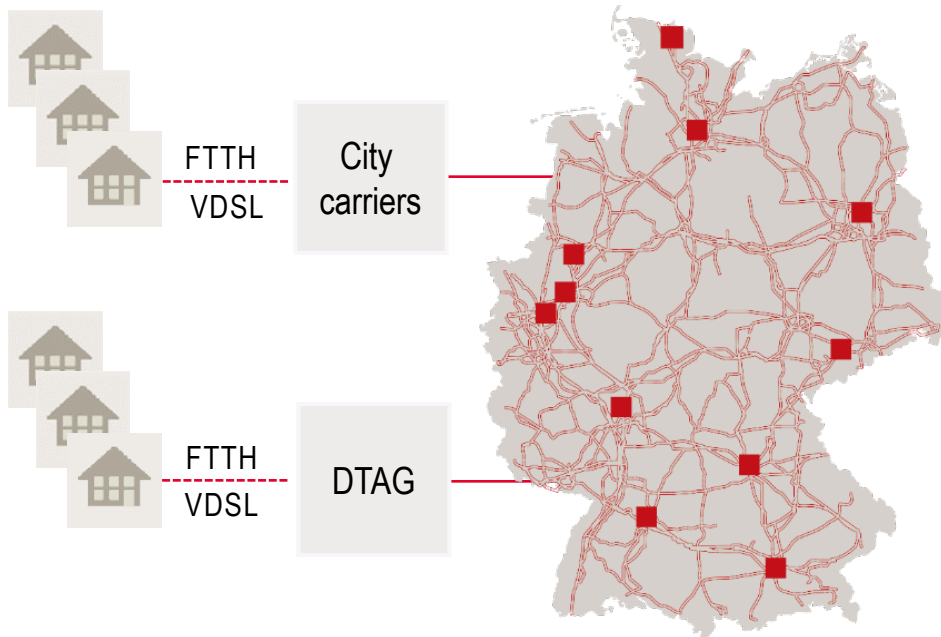 FTTH
VDSL
City
carriers
FTTH
VDSL
DTAG